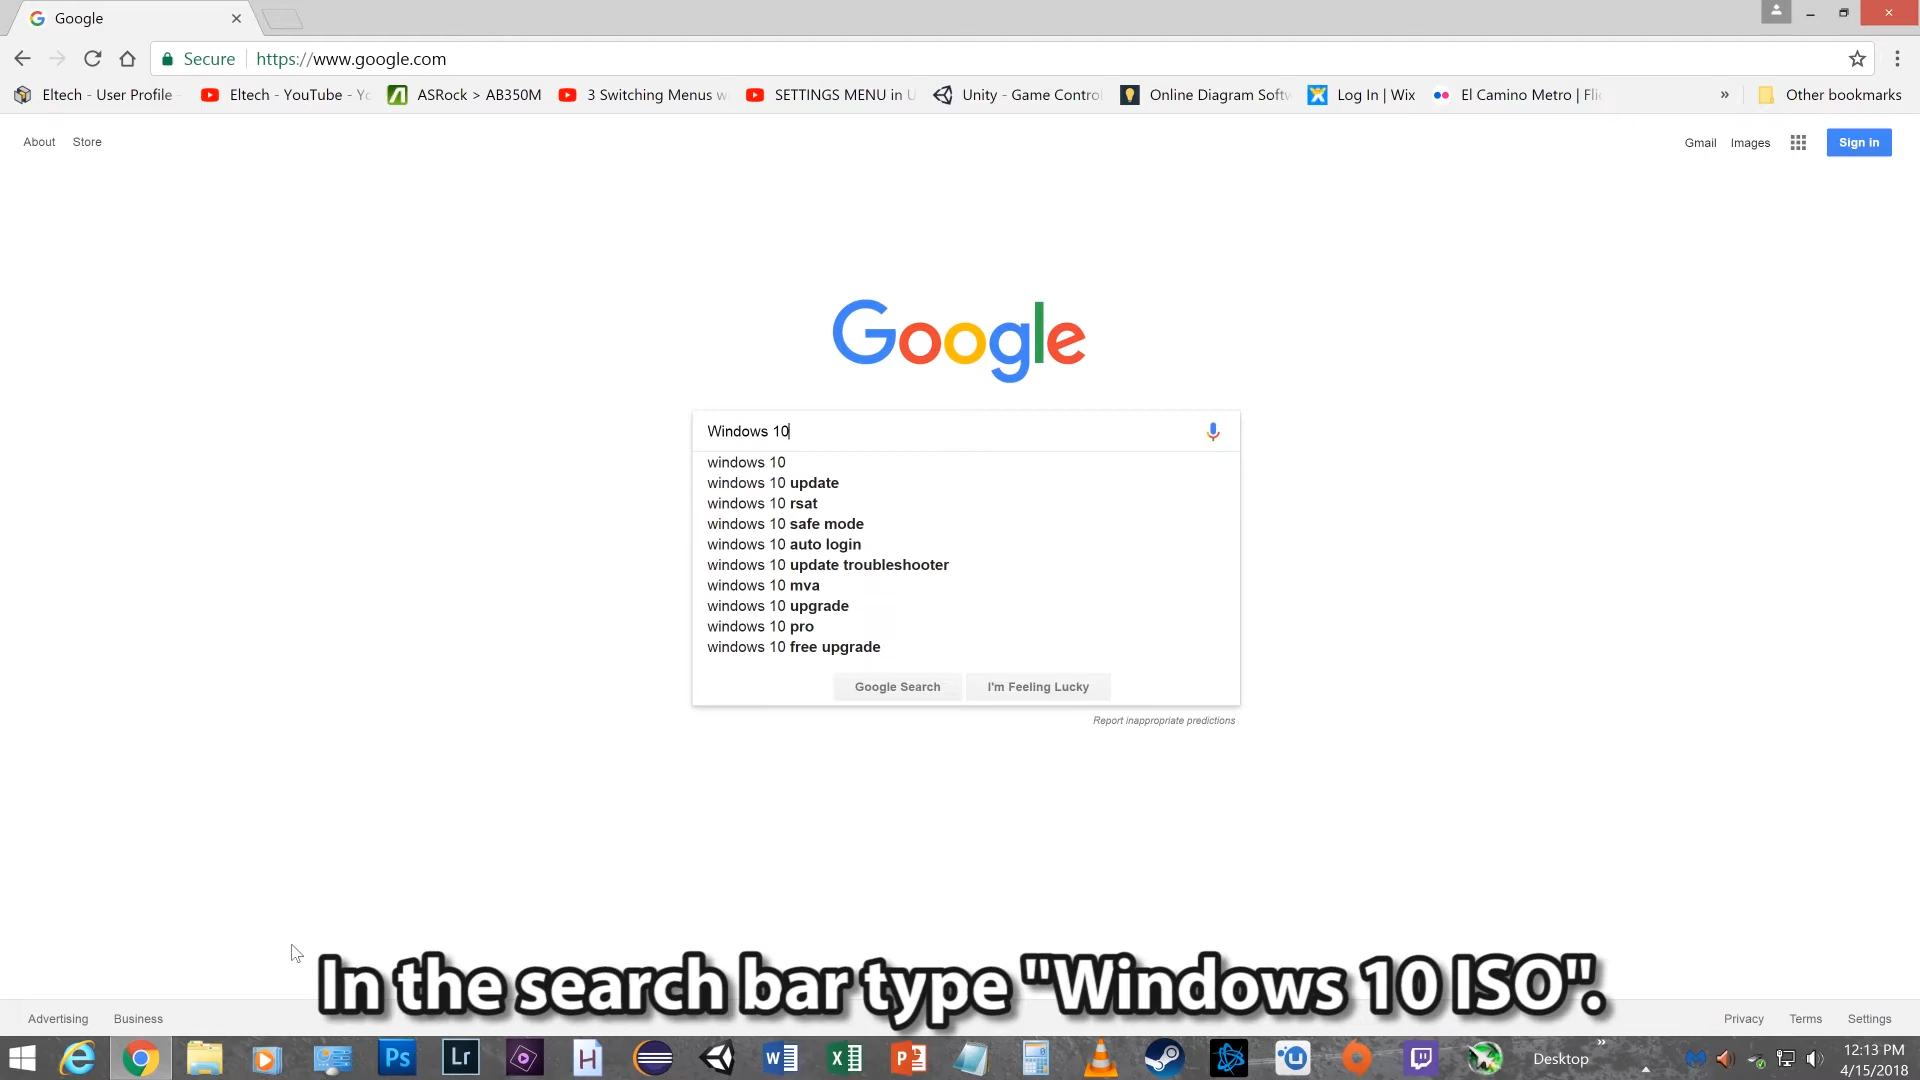 Google
Secure https://www.google.com
Eltech - User Profile
Eltech - YouTube - Yo
ASRock > AB350M
3 Switching Menus w
SETTINGS MENU in U
Unity - Game Control
Online Diagram Softw
Log In | Wix
El Camino Metro | Flic
»
Other bookmarks
About Store
Gmail Images Sign in
Google
Windows 10
windows 10
windows 10 update
windows 10 rsat
windows 10 safe mode
windows 10 auto login
windows 10 update troubleshooter
windows 10 mva
windows 10 upgrade
windows 10 pro
windows 10 free upgrade
Google Search I'm Feeling Lucky
Report inappropriate predictions
In the search bar type "Windows 10 ISO".
Advertising Business
Privacy Terms Settings
Ps Lr H W X P
Desktop »
12:13 PM
4/15/2018